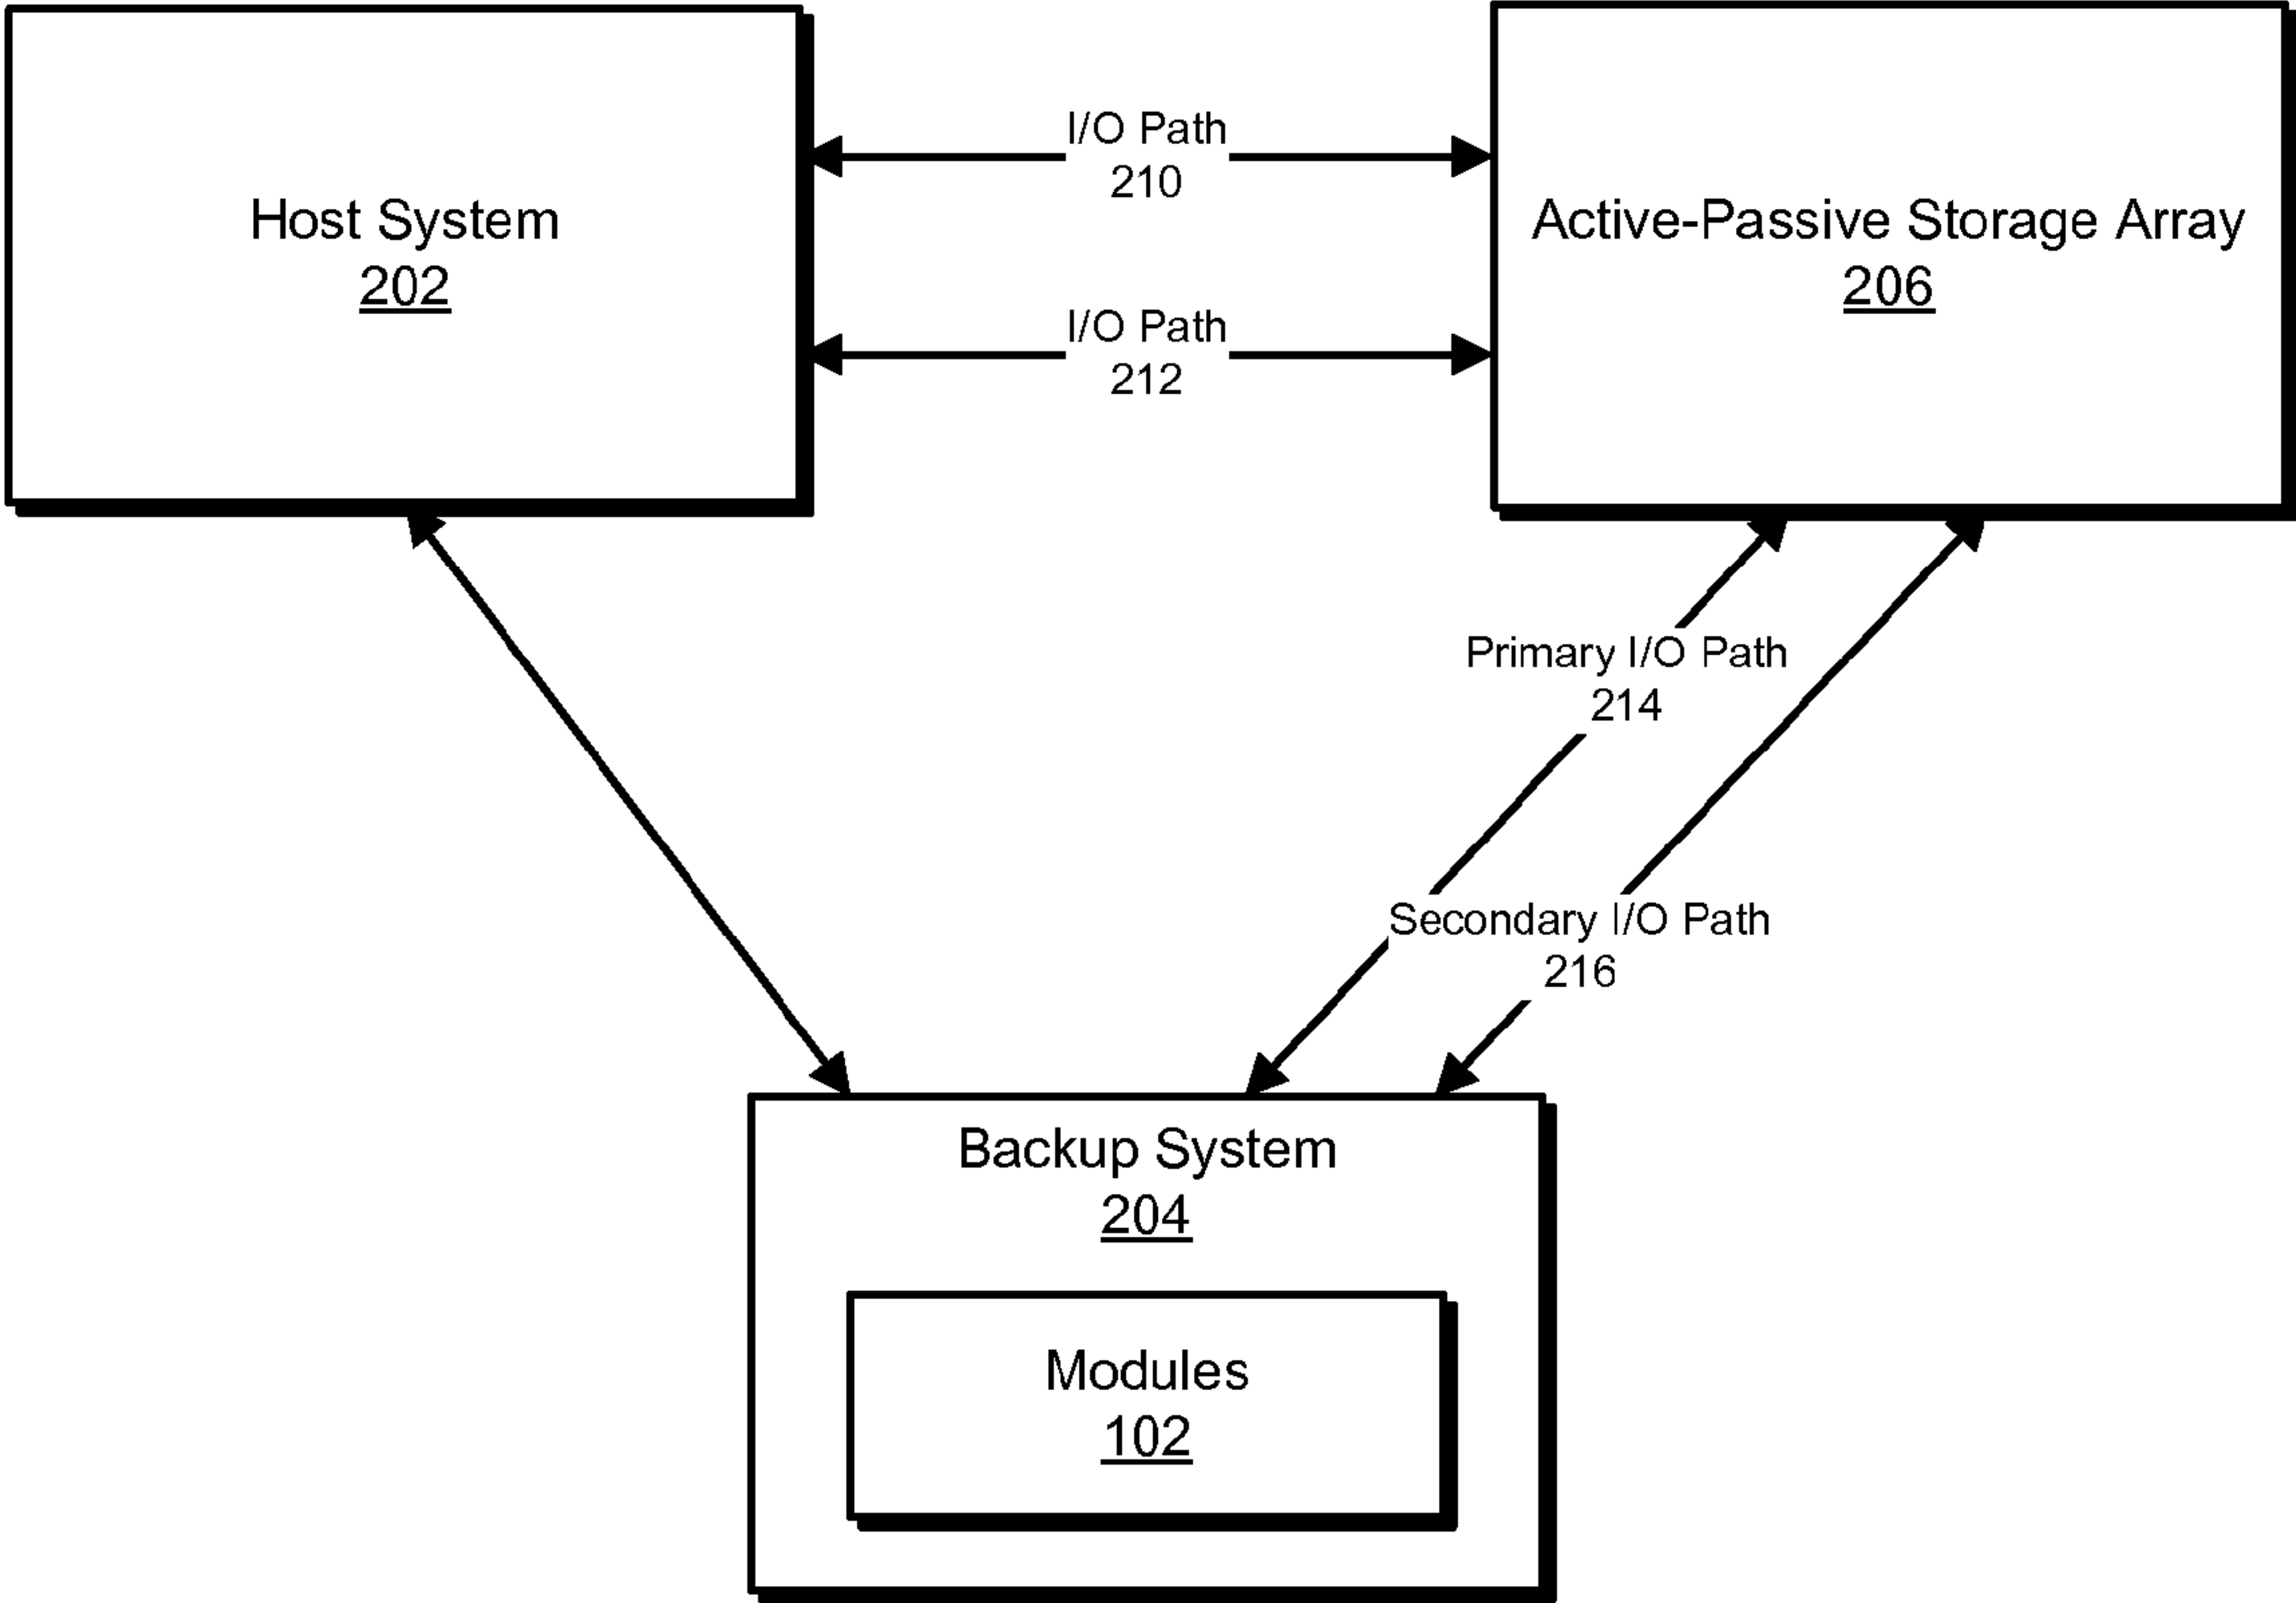 Host System
202
I/O Path
210
I/O Path
212
Active-Passive Storage Array
206
Primary I/O Path
214
Secondary I/O Path
216
Backup System
204
Modules
102